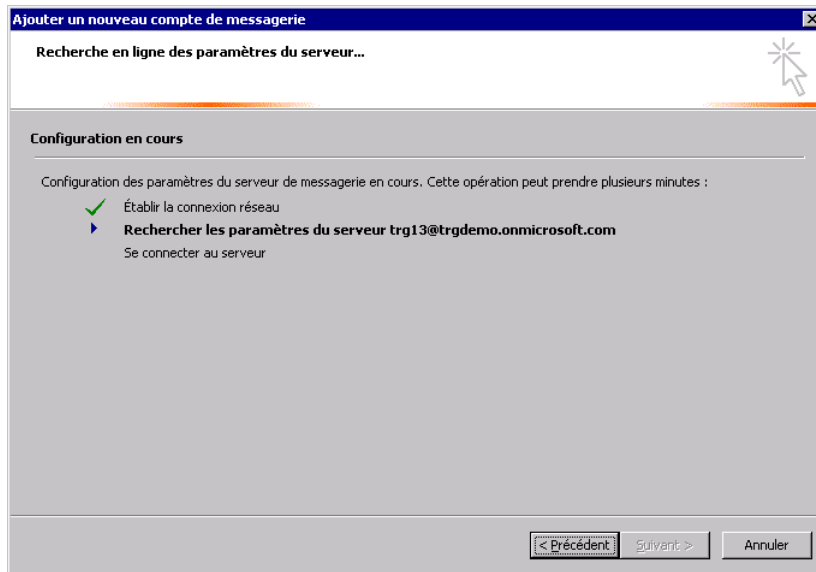 Ajouter un nouveau compte de messagerie
Recherche en ligne des paramètres du serveur...
Configuration en cours
Configuration des paramètres du serveur de messagerie en cours. Cette opération peut prendre plusieurs minutes :
Établir la connexion réseau
Rechercher les paramètres du serveur trg13@trgdemo.onmicrosoft.com
Se connecter au serveur
< Précédent
Suivant >
Annuler